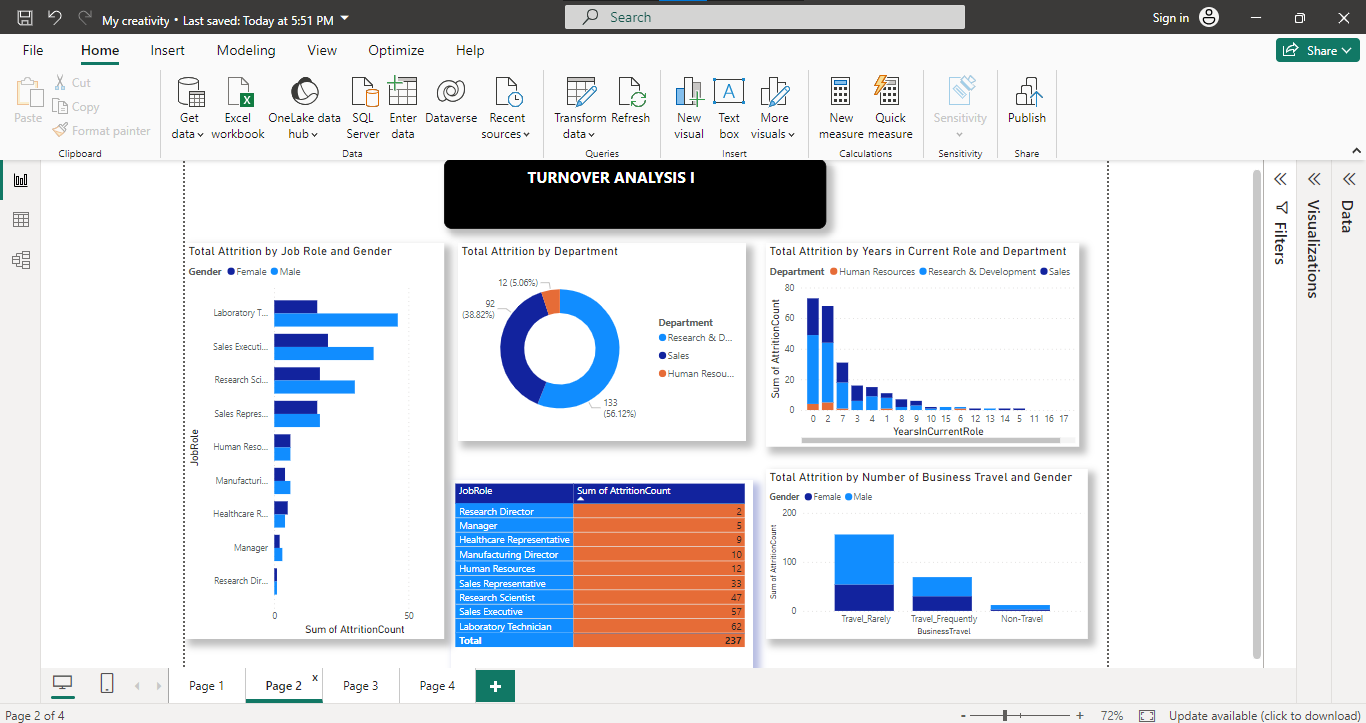 My creativity • Last saved: Today at 5:51 PM
Search
Sign in
File Home Insert Modeling View Optimize Help
Share
Paste
Cut
Copy
Format painter
Clipboard
Get data
Excel workbook
OneLake data hub
SQL Server
Enter data
Dataverse
Recent sources
Data
Transform data
Refresh
Queries
New visual
Text box
More visuals
Insert
New measure
Quick measure
Calculations
Sensitivity
Sensitivity
Publish
Share
TURNOVER ANALYSIS I
Total Attrition by Job Role and Gender
Gender Female Male
JobRole
Laboratory T...
Sales Executi...
Research Sci...
Sales Repres...
Human Reso...
Manufacturi...
Healthcare R...
Manager
Research Dir...
0 50
Sum of AttritionCount
Total Attrition by Department
12 (5.06%)
92
(38.82%)
133
(56.12%)
Department
Research & D...
Sales
Human Resou...
Total Attrition by Years in Current Role and Department
Department Human Resources Research & Development Sales
Sum of AttritionCount
80
60
40
20
0
0 2 7 3 4 1 8 9 10 15 6 12 13 14 5 11 16 17
YearsInCurrentRole
JobRole Sum of AttritionCount
Research Director 2
Manager 5
Healthcare Representative 9
Manufacturing Director 10
Human Resources 12
Sales Representative 33
Research Scientist 47
Sales Executive 57
Laboratory Technician 62
Total 237
Total Attrition by Number of Business Travel and Gender
Gender Female Male
Sum of AttritionCount
200
100
0
Travel_Rarely Travel_Frequently Non-Travel
BusinessTravel
Filters
Visualizations
Data
Page 1 Page 2 x Page 3 Page 4 +
Page 2 of 4
- + 72%
Update available (click to download)